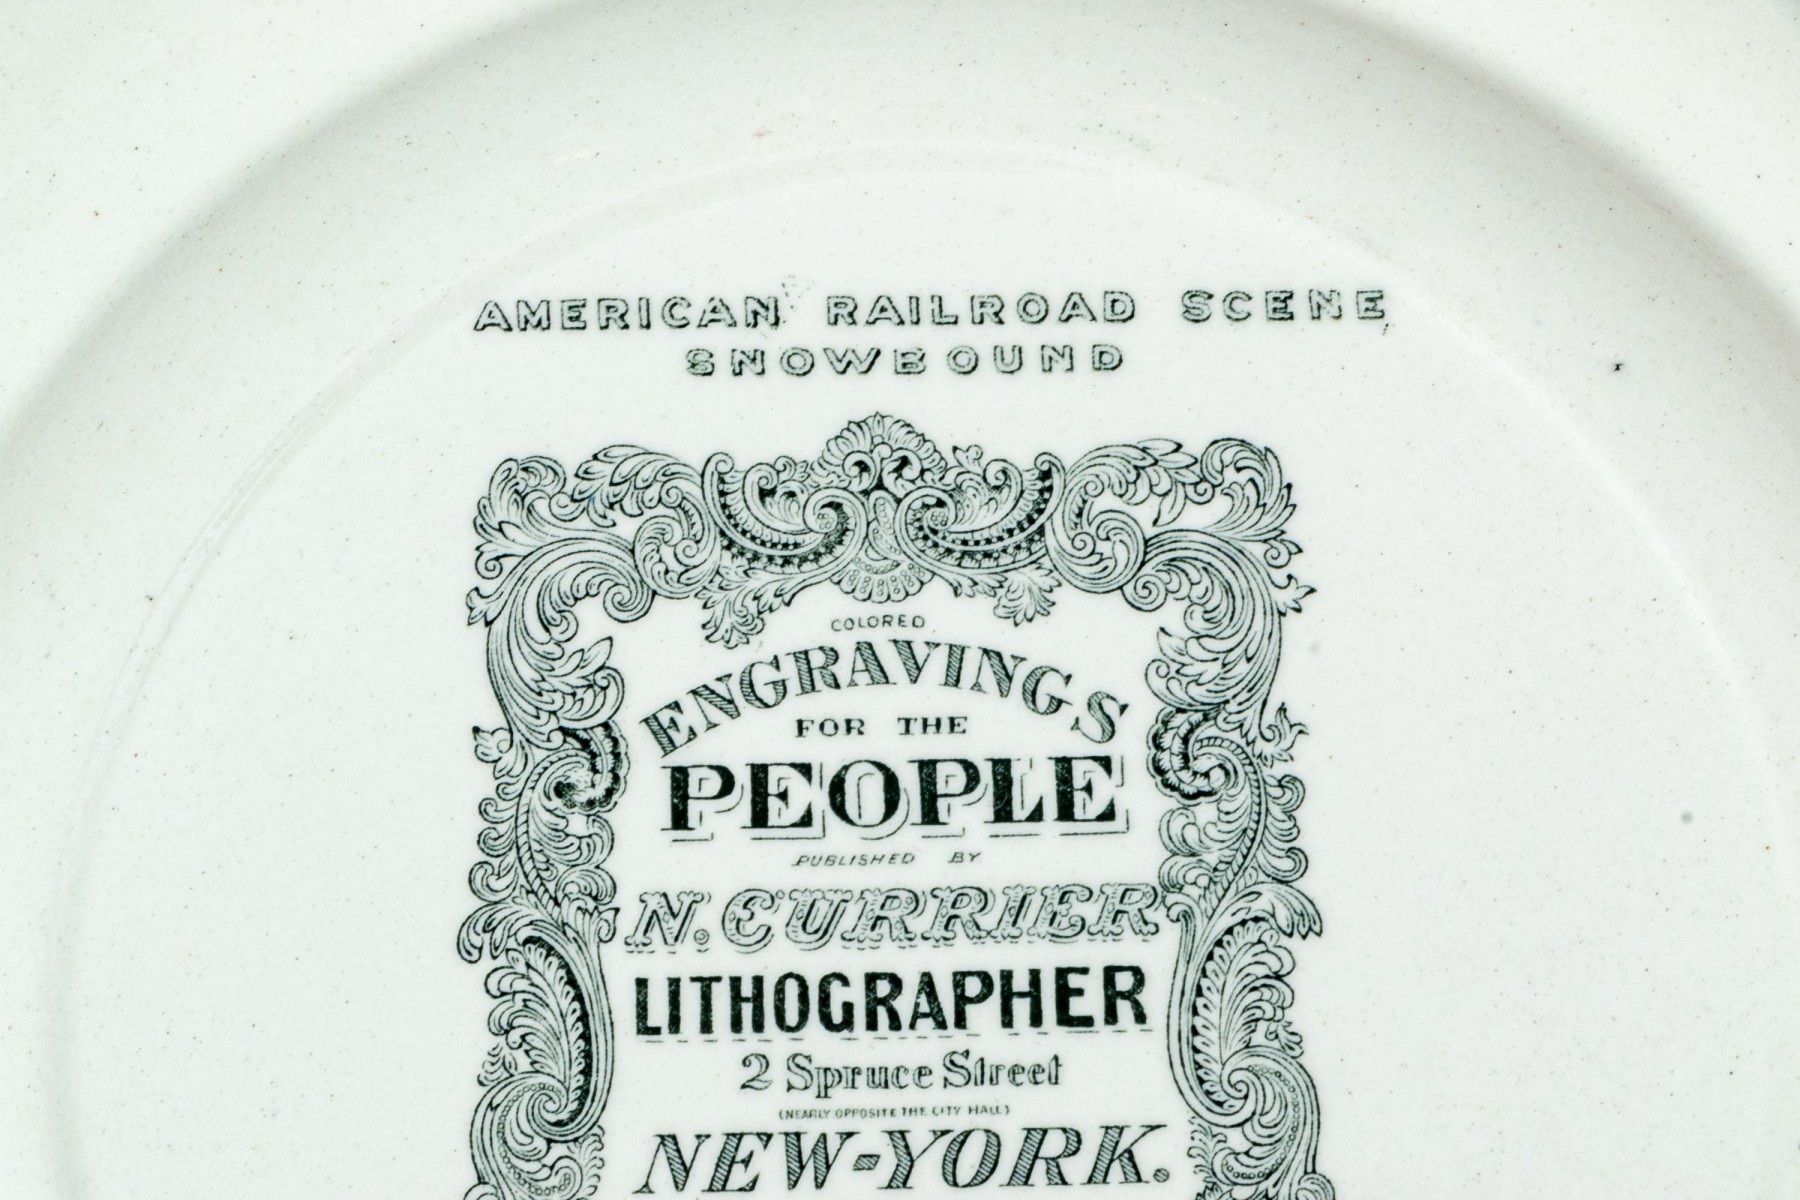 AMERICAN RAILROAD SCENE
SNOWBOUND
COLORED
ENGRAVINGS
FOR THE
PEOPLE
PUBLISHED BY
N. CURRIER
LITHOGRAPHER
2 Spruce Street
(NEARLY OPPOSITE THE CITY HALL)
NEW-YORK.